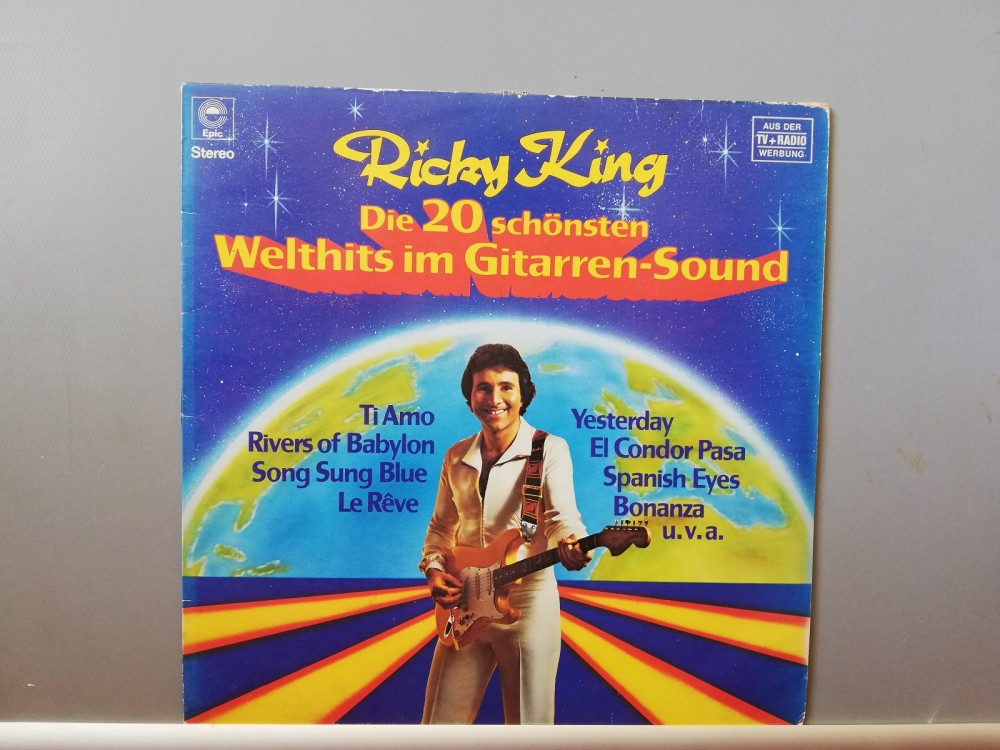 Epic
Stereo
AUS DER
TV+RADIO
WERBUNG
Ricky King
Die 20 schönsten
Welthits im Gitarren-Sound
Ti Amo
Rivers of Babylon
Song Sung Blue
Le Rêve
Yesterday
El Condor Pasa
Spanish Eyes
Bonanza
u.v.a.